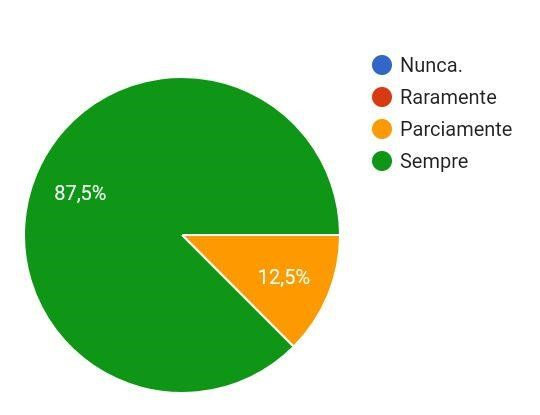 Nunca.
Raramente
Parciamente
Sempre
87,5%
12,5%